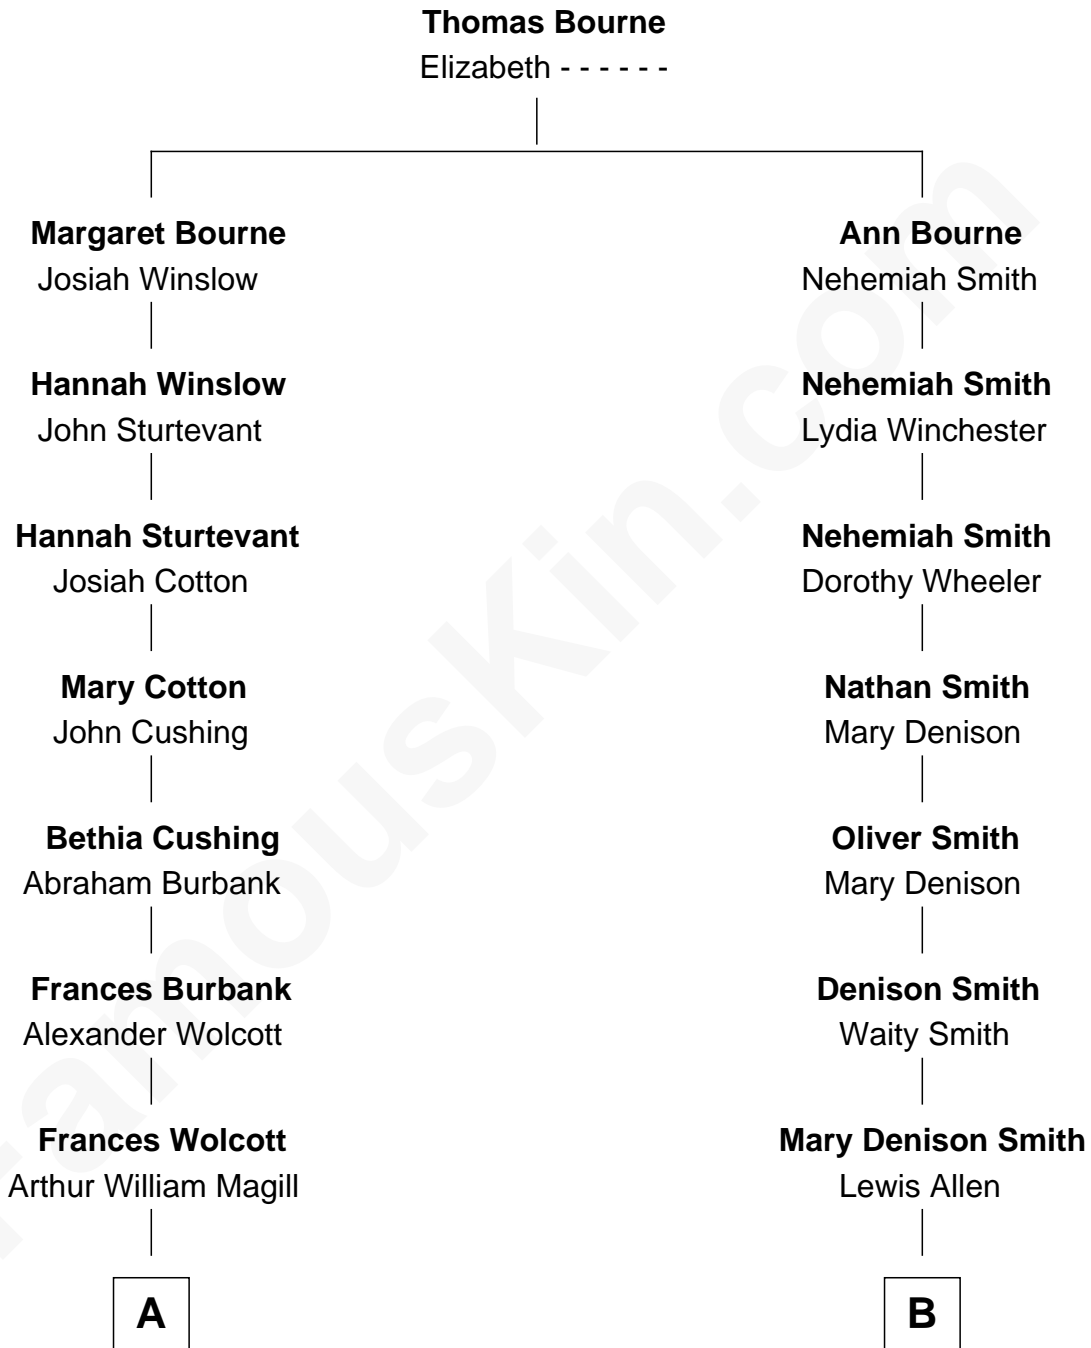 Thomas Bourne
Elizabeth - - - - - -
Margaret Bourne
Josiah Winslow
Ann Bourne
Nehemiah Smith
Hannah Winslow
John Sturtevant
Nehemiah Smith
Lydia Winchester
Hannah Sturtevant
Josiah Cotton
Nehemiah Smith
Dorothy Wheeler
Mary Cotton
John Cushing
Nathan Smith
Mary Denison
Bethia Cushing
Abraham Burbank
Oliver Smith
Mary Denison
Frances Burbank
Alexander Wolcott
Denison Smith
Waity Smith
Frances Wolcott
Arthur William Magill
Mary Denison Smith
Lewis Allen
A
B
FamousKin.com